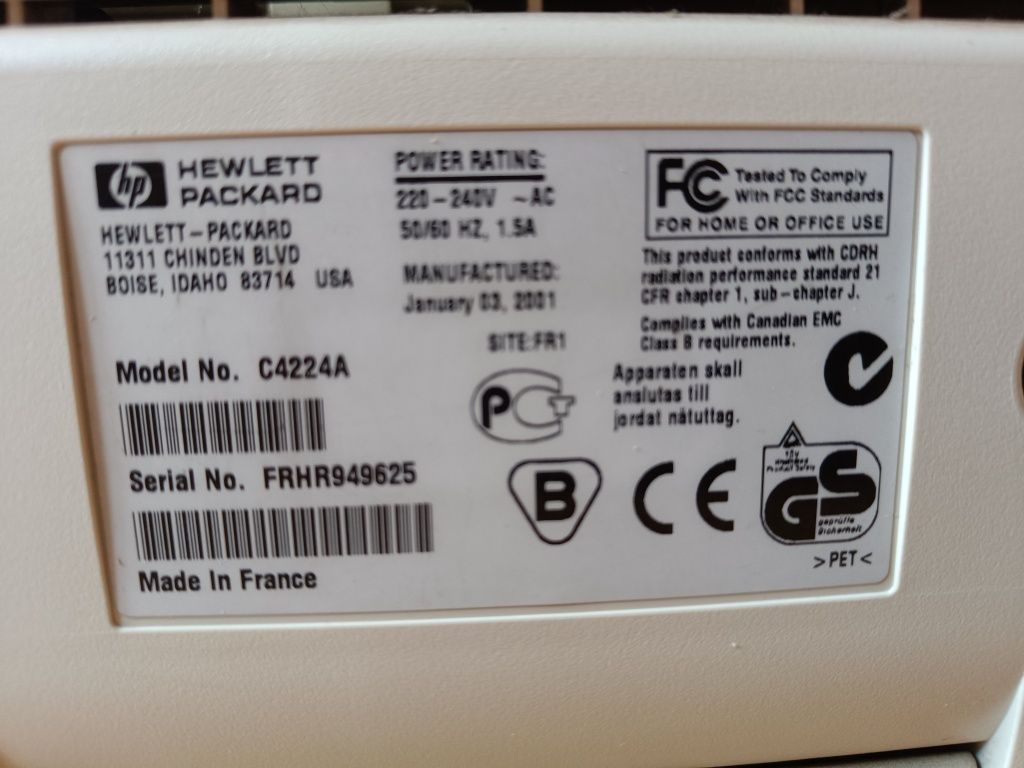 hp HEWLETT
PACKARD
HEWLETT-PACKARD
11311 CHINDEN BLVD
BOISE, IDAHO 83714 USA
Model No. C4224A
Serial No. FRHR949625
Made In France
POWER RATING:
220-240V ~AC
50/60 HZ, 1.5A
MANUFACTURED:
January 03, 2001
SITE:FR1
PCT
B
CE
FC Tested To Comply
With FCC Standards
FOR HOME OR OFFICE USE
This product conforms with CDRH
radiation performance standard 21
CFR chapter 1, sub-chapter J.
Complies with Canadian EMC
Class B requirements.
Apparaten skall
anslutas till
jordat nätuttag.
Product Safety
GS
geprüfte
Sicherheit
>PET<